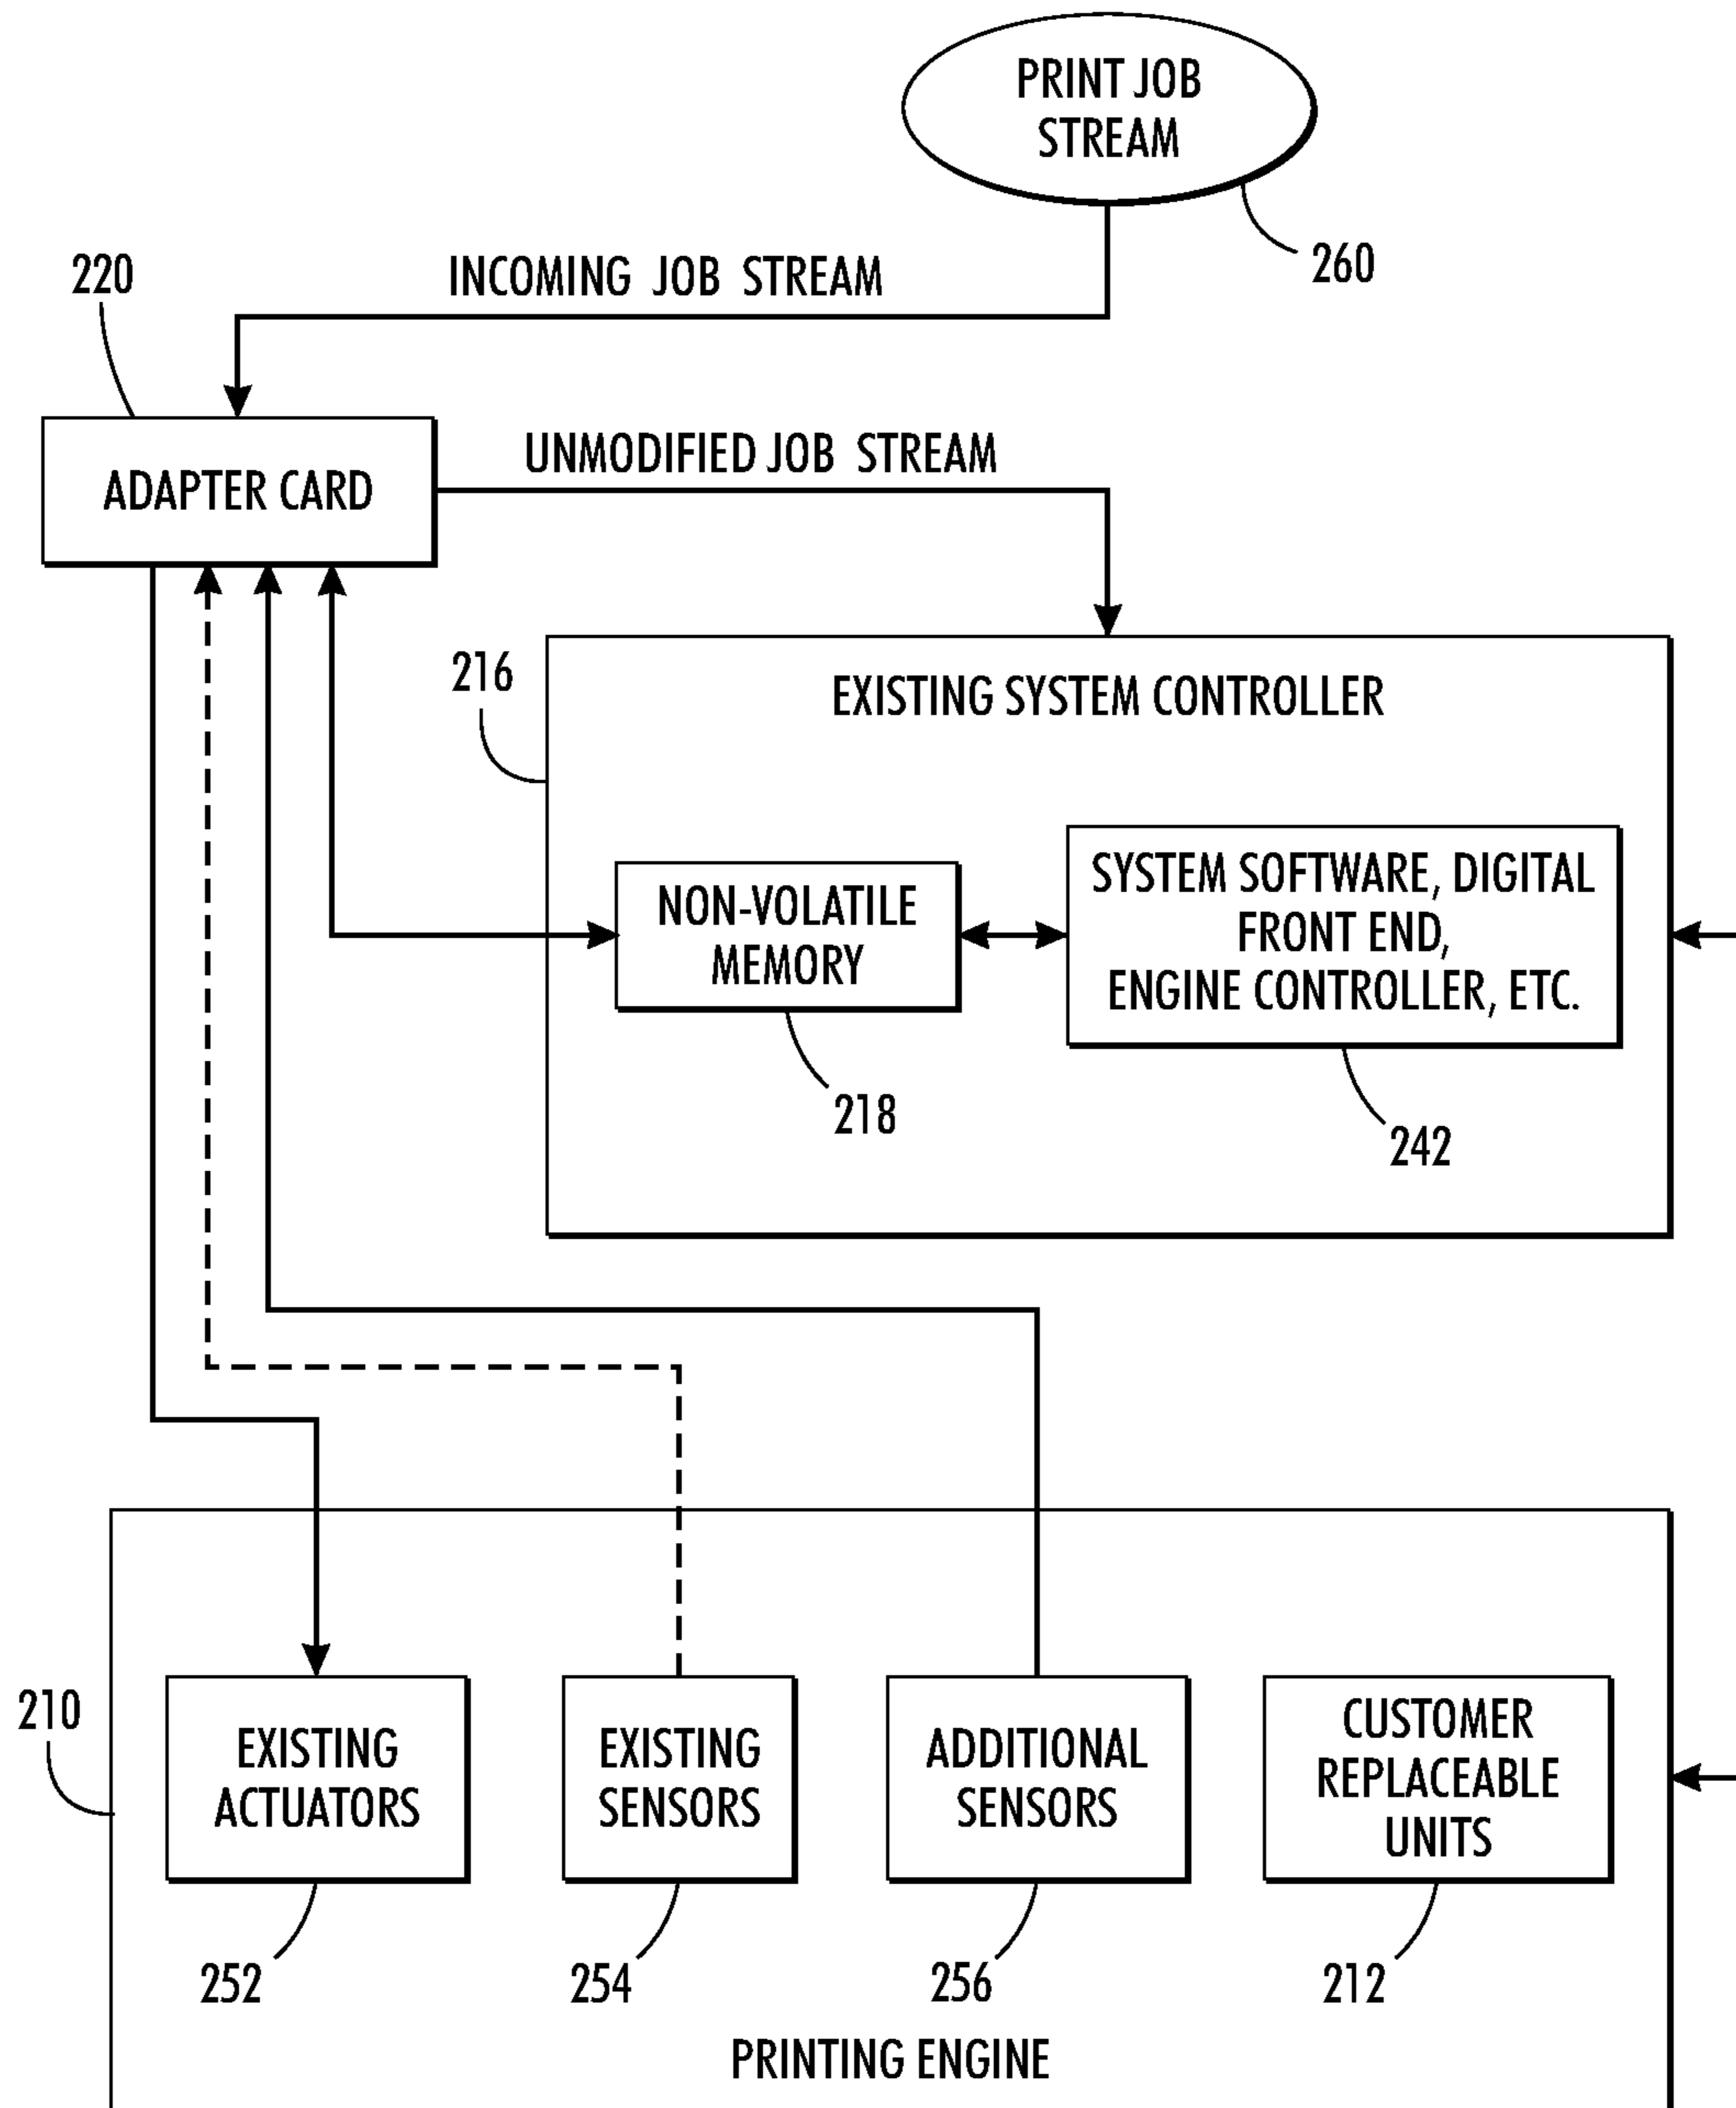 PRINT JOB
STREAM
260
INCOMING JOB STREAM
220
ADAPTER CARD
UNMODIFIED JOB STREAM
216
EXISTING SYSTEM CONTROLLER
NON-VOLATILE
MEMORY
218
SYSTEM SOFTWARE, DIGITAL
FRONT END,
ENGINE CONTROLLER, ETC.
242
210
EXISTING
ACTUATORS
252
EXISTING
SENSORS
254
ADDITIONAL
SENSORS
256
CUSTOMER
REPLACEABLE
UNITS
212
PRINTING ENGINE